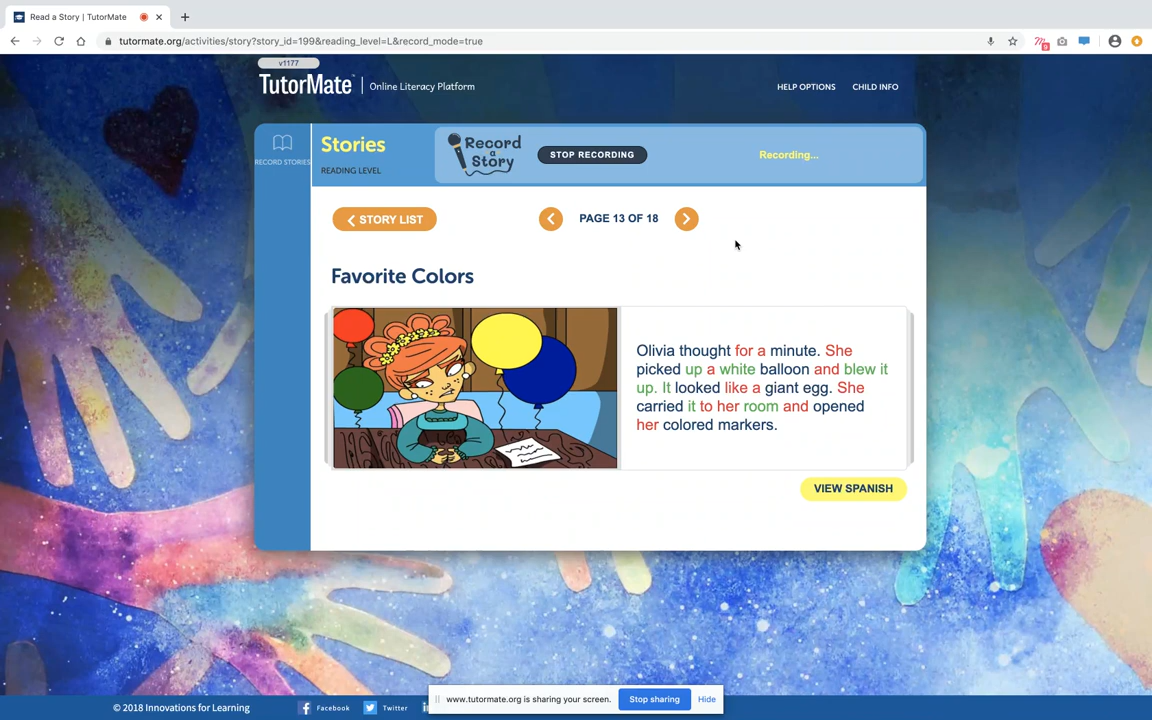 Read a Story | TutorMate
tutormate.org/activities/story?story_id=199&reading_level=L&record_mode=true
9
v1177
TutorMate™ | Online Literacy Platform
HELP OPTIONS
CHILD INFO
RECORD STORIES
Stories
READING LEVEL
Record
a
Story
STOP RECORDING
Recording...
STORY LIST
PAGE 13 OF 18
Favorite Colors
Olivia thought for a minute. She
picked up a white balloon and blew it
up. It looked like a giant egg. She
carried it to her room and opened
her colored markers.
VIEW SPANISH
www.tutormate.org is sharing your screen.
Stop sharing
Hide
© 2018 Innovations for Learning
Facebook
Twitter